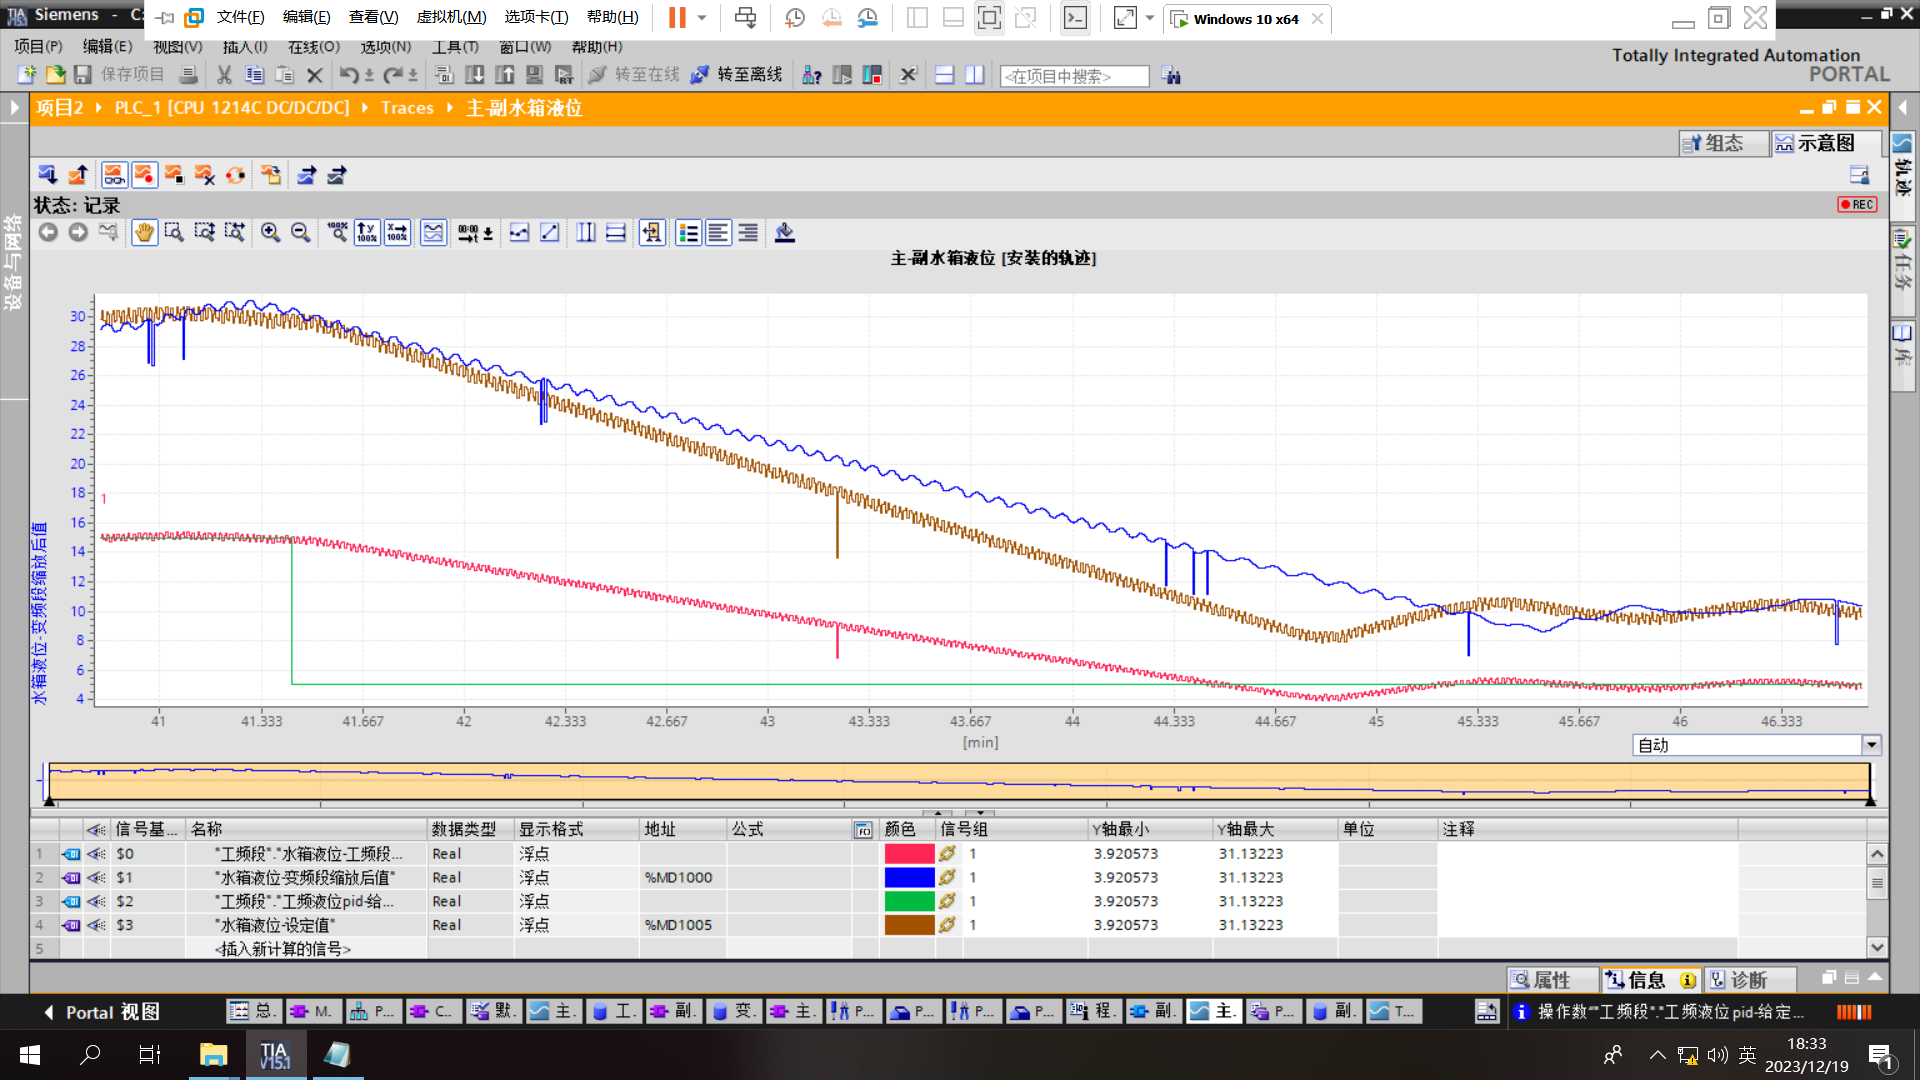 Siemens - C:
文件(F) 编辑(E) 查看(V) 虚拟机(M) 选项卡(T) 帮助(H)
Windows 10 x64
项目(P) 编辑(E) 视图(V) 插入(I) 在线(O) 选项(N) 工具(T) 窗口(W) 帮助(H)
Totally Integrated Automation
PORTAL
保存项目 转至在线 转至离线 <在项目中搜索>
项目2 PLC_1 [CPU 1214C DC/DC/DC] Traces 主-副水箱液位
组态 示意图
状态: 记录
REC
主-副水箱液位 [安装的轨迹]
设备与网络
轨迹
任务
库
水箱液位-变频段缩放后值
30
28
26
24
22
20
18
16
14
12
10
8
6
4
1
41 41.333 41.667 42 42.333 42.667 43 43.333 43.667 44 44.333 44.667 45 45.333 45.667 46 46.333
[min]
自动
信号基... 名称 数据类型 显示格式 地址 公式 颜色 信号组 Y轴最小 Y轴最大 单位 注释
1 $0 "工频段"."水箱液位-工频段... Real 浮点 1 3.920573 31.13223
2 $1 "水箱液位-变频段缩放后值" Real 浮点 %MD1000 1 3.920573 31.13223
3 $2 "工频段"."工频液位pid-给... Real 浮点 1 3.920573 31.13223
4 $3 "水箱液位-设定值" Real 浮点 %MD1005 1 3.920573 31.13223
5 <插入新计算的信号>
属性 信息 诊断
Portal 视图 总. M. P... C... 默. 主. 工. 副. 变. 主. P... P... P... P... 程. 副. 主. P... 副. T...
操作数"工频段"."工频液位pid-给定...
TIA V15.1
英
18:33
2023/12/19
1